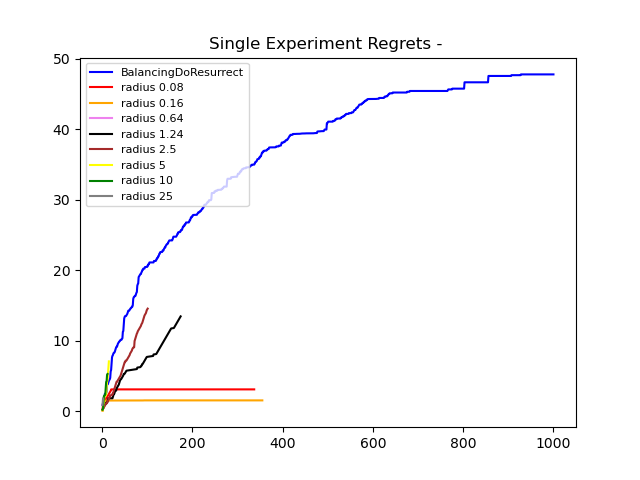 Single Experiment Regrets -
50
40
30
20
10
0
BalancingDoResurrect
radius 0.08
radius 0.16
radius 0.64
radius 1.24
radius 2.5
radius 5
radius 10
radius 25
0
200
400
600
800
1000